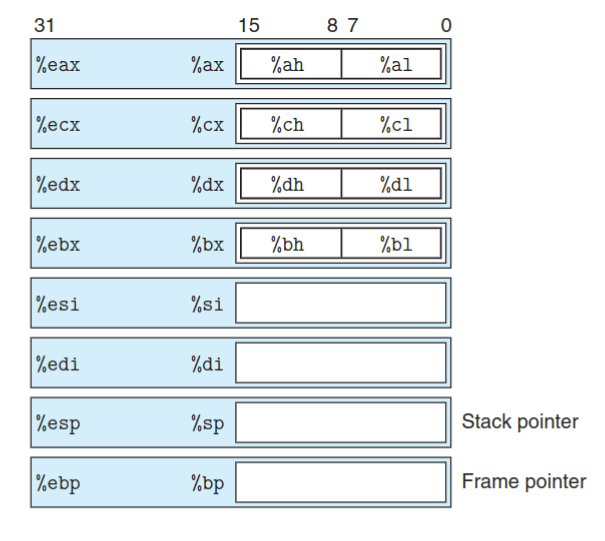 31 15 8 7 0
%eax %ax %ah %al
%ecx %cx %ch %cl
%edx %dx %dh %dl
%ebx %bx %bh %bl
%esi %si
%edi %di
%esp %sp Stack pointer
%ebp %bp Frame pointer